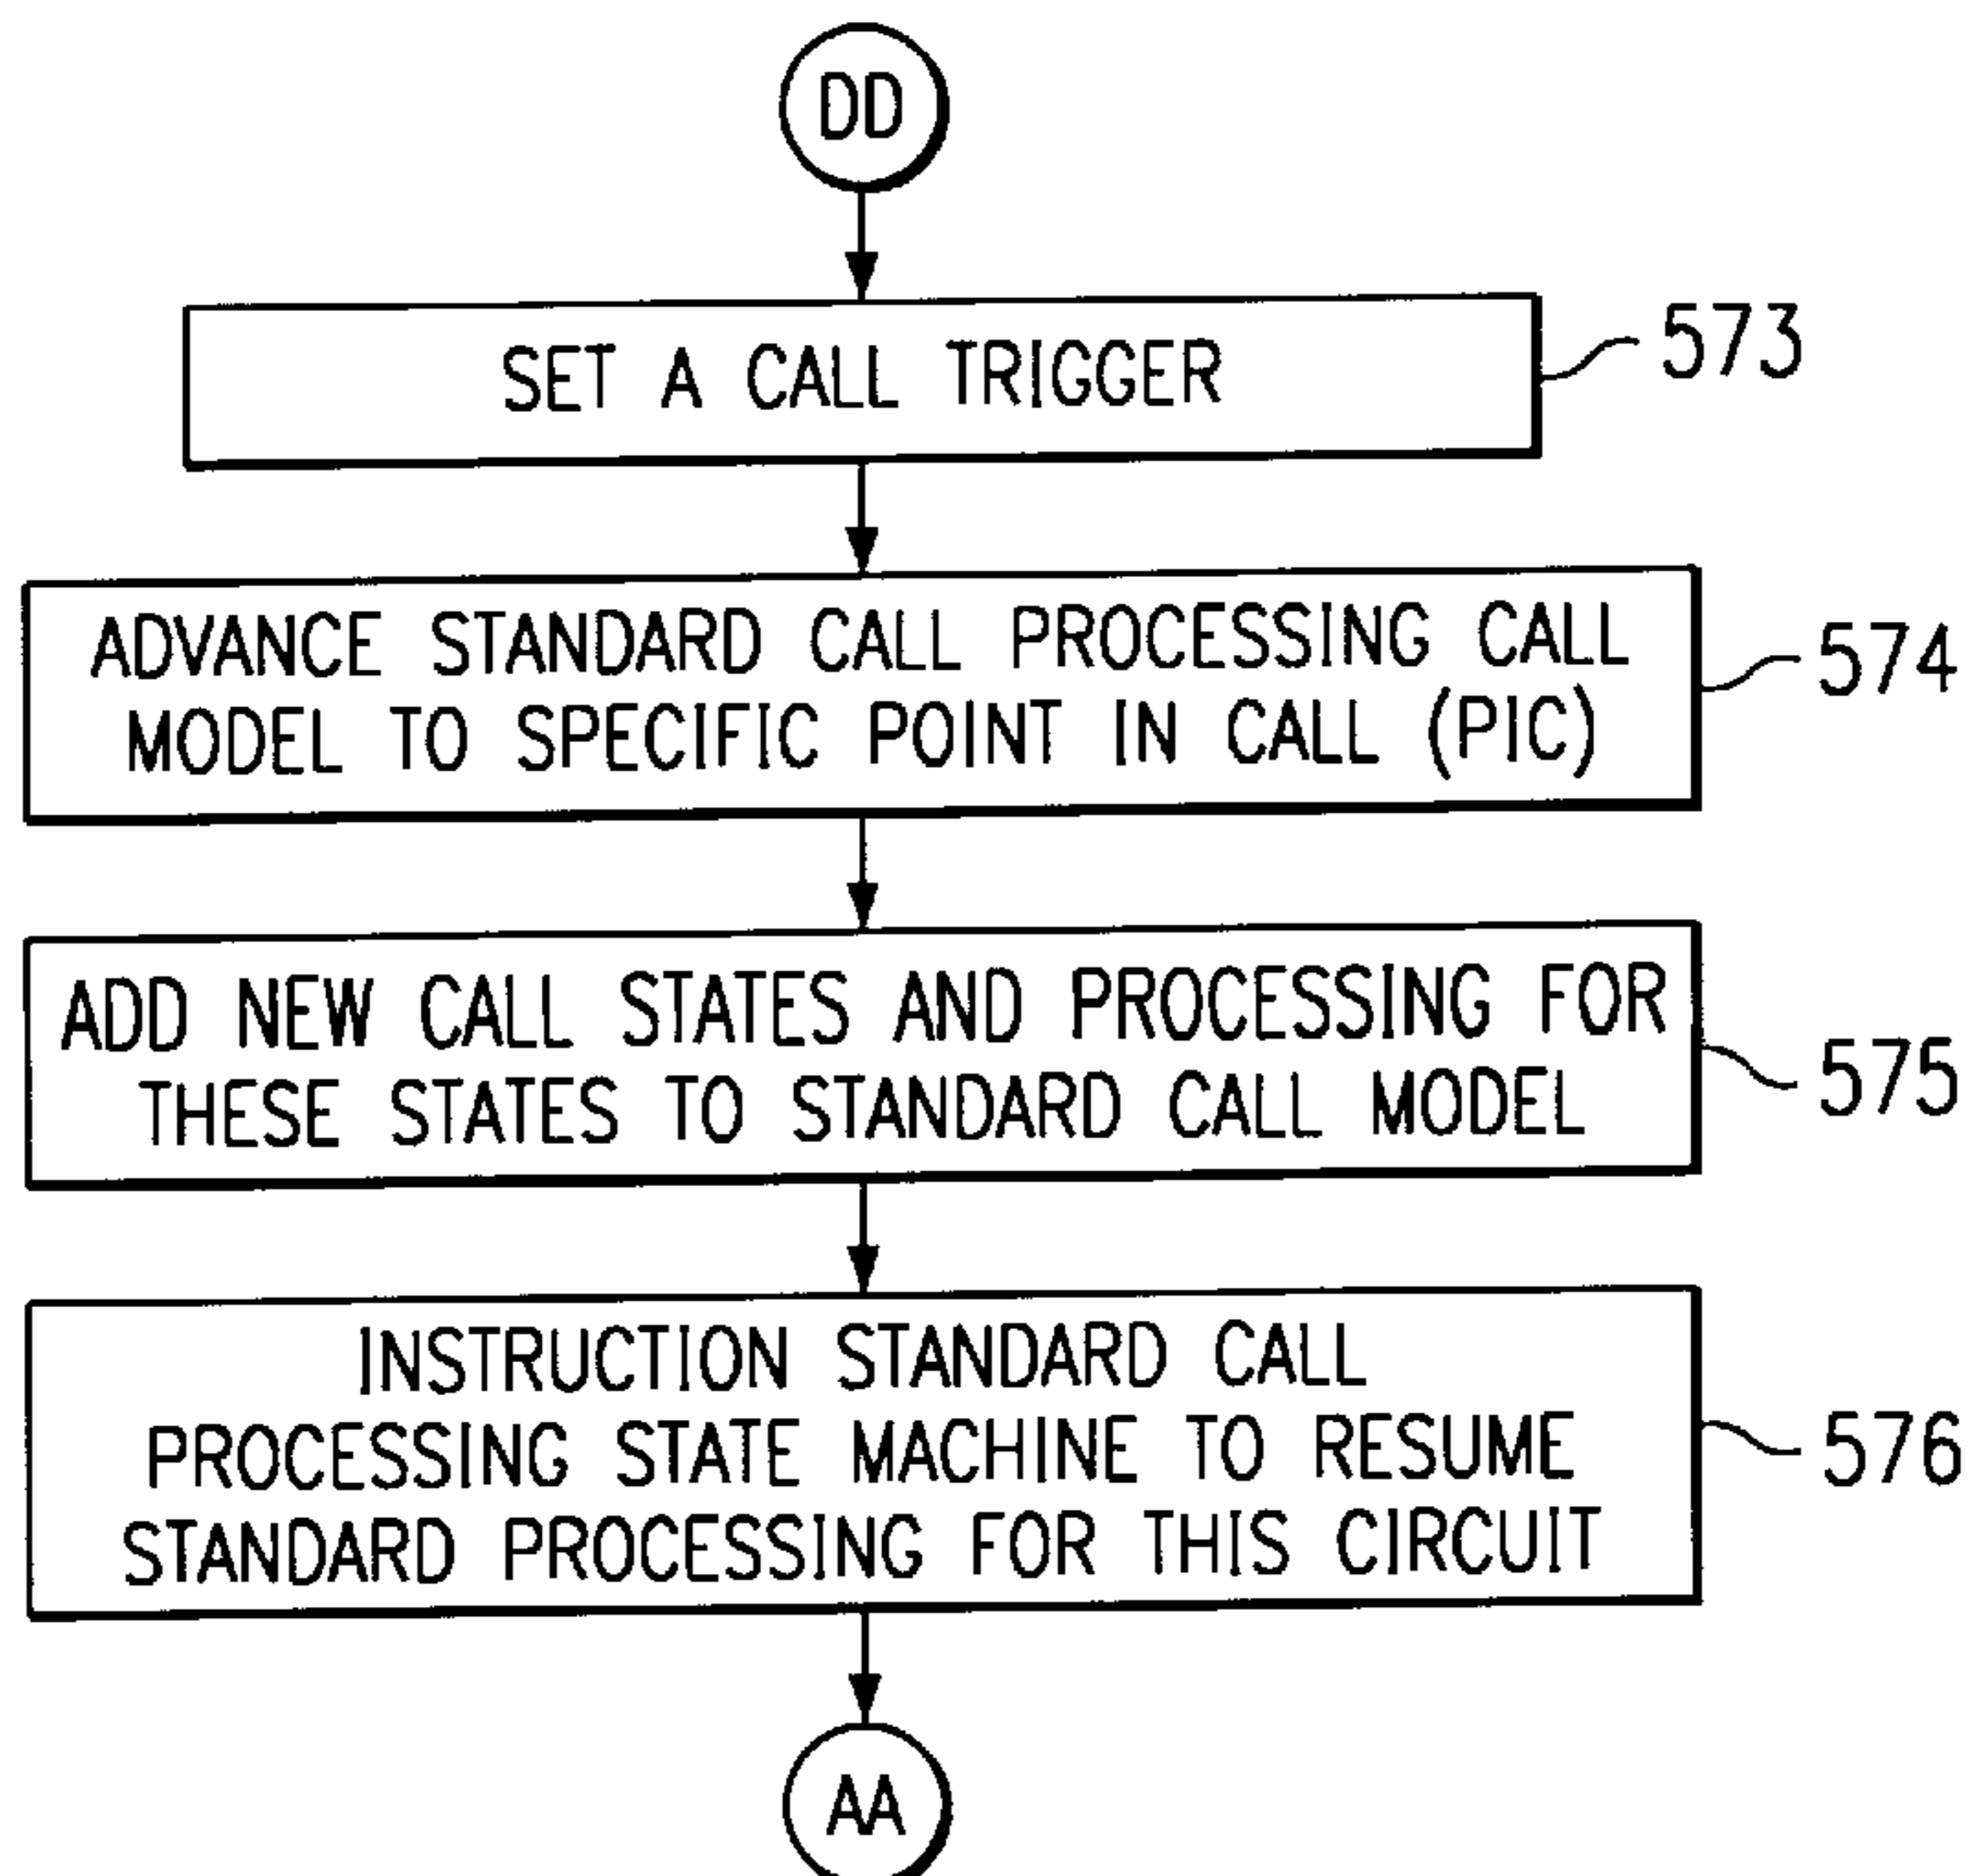 DD
SET A CALL TRIGGER
573
ADVANCE STANDARD CALL PROCESSING CALL
MODEL TO SPECIFIC POINT IN CALL (PIC)
574
ADD NEW CALL STATES AND PROCESSING FOR
THESE STATES TO STANDARD CALL MODEL
575
INSTRUCTION STANDARD CALL
PROCESSING STATE MACHINE TO RESUME
STANDARD PROCESSING FOR THIS CIRCUIT
576
AA